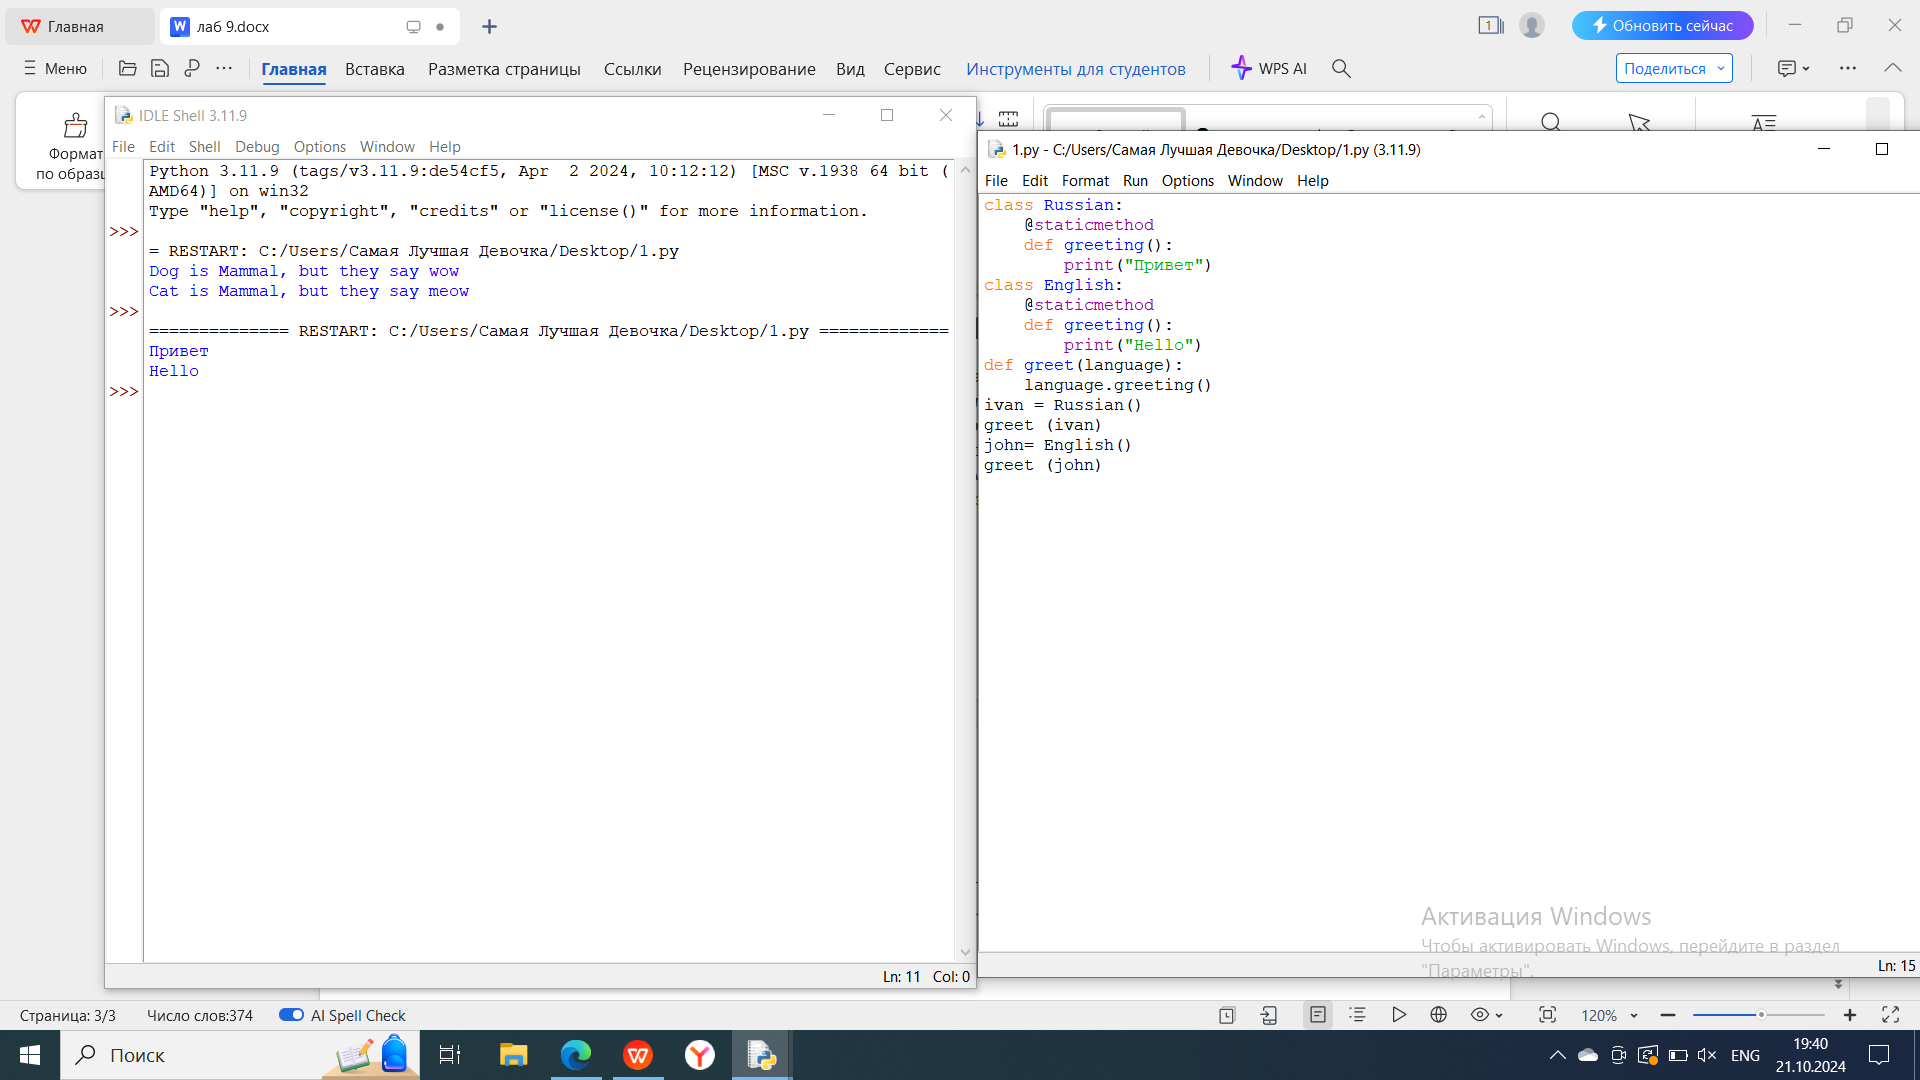 Главная
лаб 9.docx
1
Обновить сейчас
Меню
Главная Вставка Разметка страницы Ссылки Рецензирование Вид Сервис Инструменты для студентов WPS AI
Поделиться
Формат
по образц
IDLE Shell 3.11.9
File Edit Shell Debug Options Window Help
Python 3.11.9 (tags/v3.11.9:de54cf5, Apr  2 2024, 10:12:12) [MSC v.1938 64 bit (
AMD64)] on win32
Type "help", "copyright", "credits" or "license()" for more information.
>>>
= RESTART: C:/Users/Самая Лучшая Девочка/Desktop/1.py
Dog is Mammal, but they say wow
Cat is Mammal, but they say meow
>>>
============== RESTART: C:/Users/Самая Лучшая Девочка/Desktop/1.py =============
Привет
Hello
>>>
Ln: 11 Col: 0
1.py - C:/Users/Самая Лучшая Девочка/Desktop/1.py (3.11.9)
File Edit Format Run Options Window Help
class Russian:
    @staticmethod
    def greeting():
        print("Привет")
class English:
    @staticmethod
    def greeting():
        print("Hello")
def greet(language):
    language.greeting()
ivan = Russian()
greet (ivan)
john= English()
greet (john)
Активация Windows
Чтобы активировать Windows, перейдите в раздел
"Параметры".
Ln: 15
Страница: 3/3 Число слов:374 AI Spell Check
120%
Поиск
ENG
19:40
21.10.2024